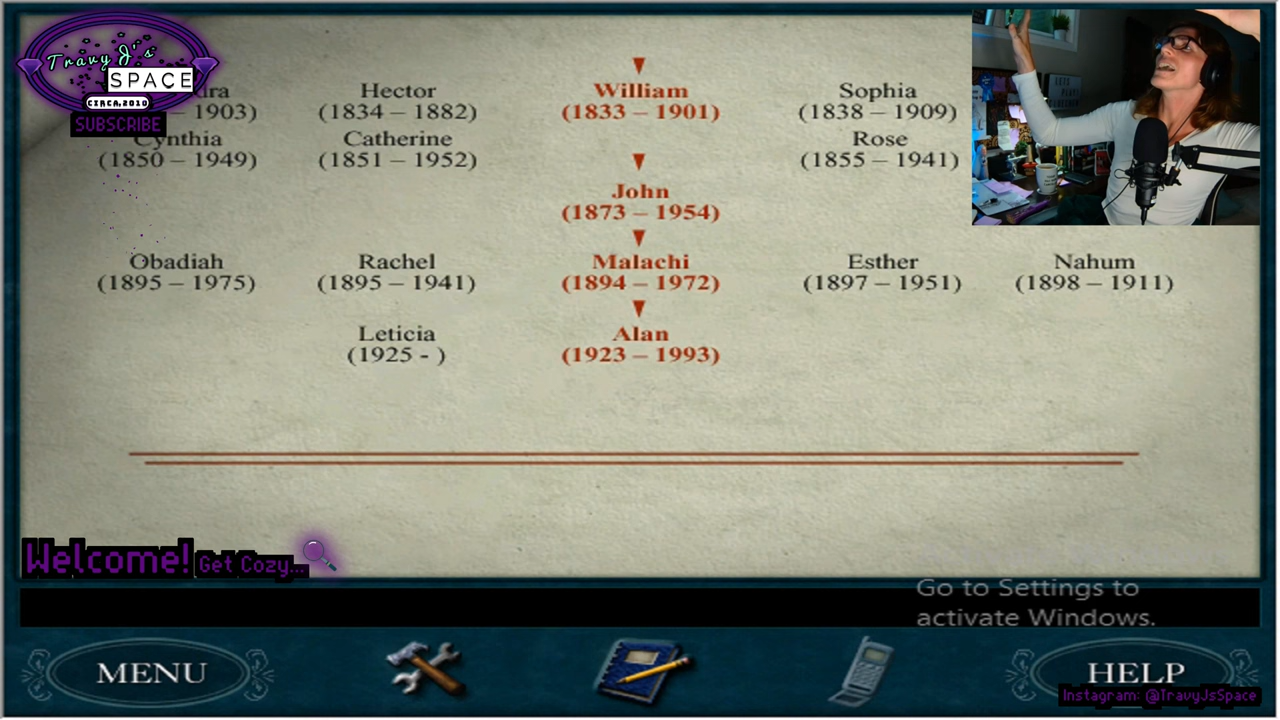 Travy J's
SPACE
CIRCA.2010
SUBSCRIBE
– 1903)
Hector
(1834 – 1882)
William
(1833 – 1901)
Sophia
(1838 – 1909)
Cynthia
(1850 – 1949)
Catherine
(1851 – 1952)
Rose
(1855 – 1941)
John
(1873 – 1954)
Obadiah
(1895 – 1975)
Rachel
(1895 – 1941)
Malachi
(1894 – 1972)
Esther
(1897 – 1951)
Nahum
(1898 – 1911)
Leticia
(1925 - )
Alan
(1923 – 1993)
Welcome! Get Cozy...
Go to Settings to
activate Windows.
MENU
HELP
Instagram: @TravyJsSpace